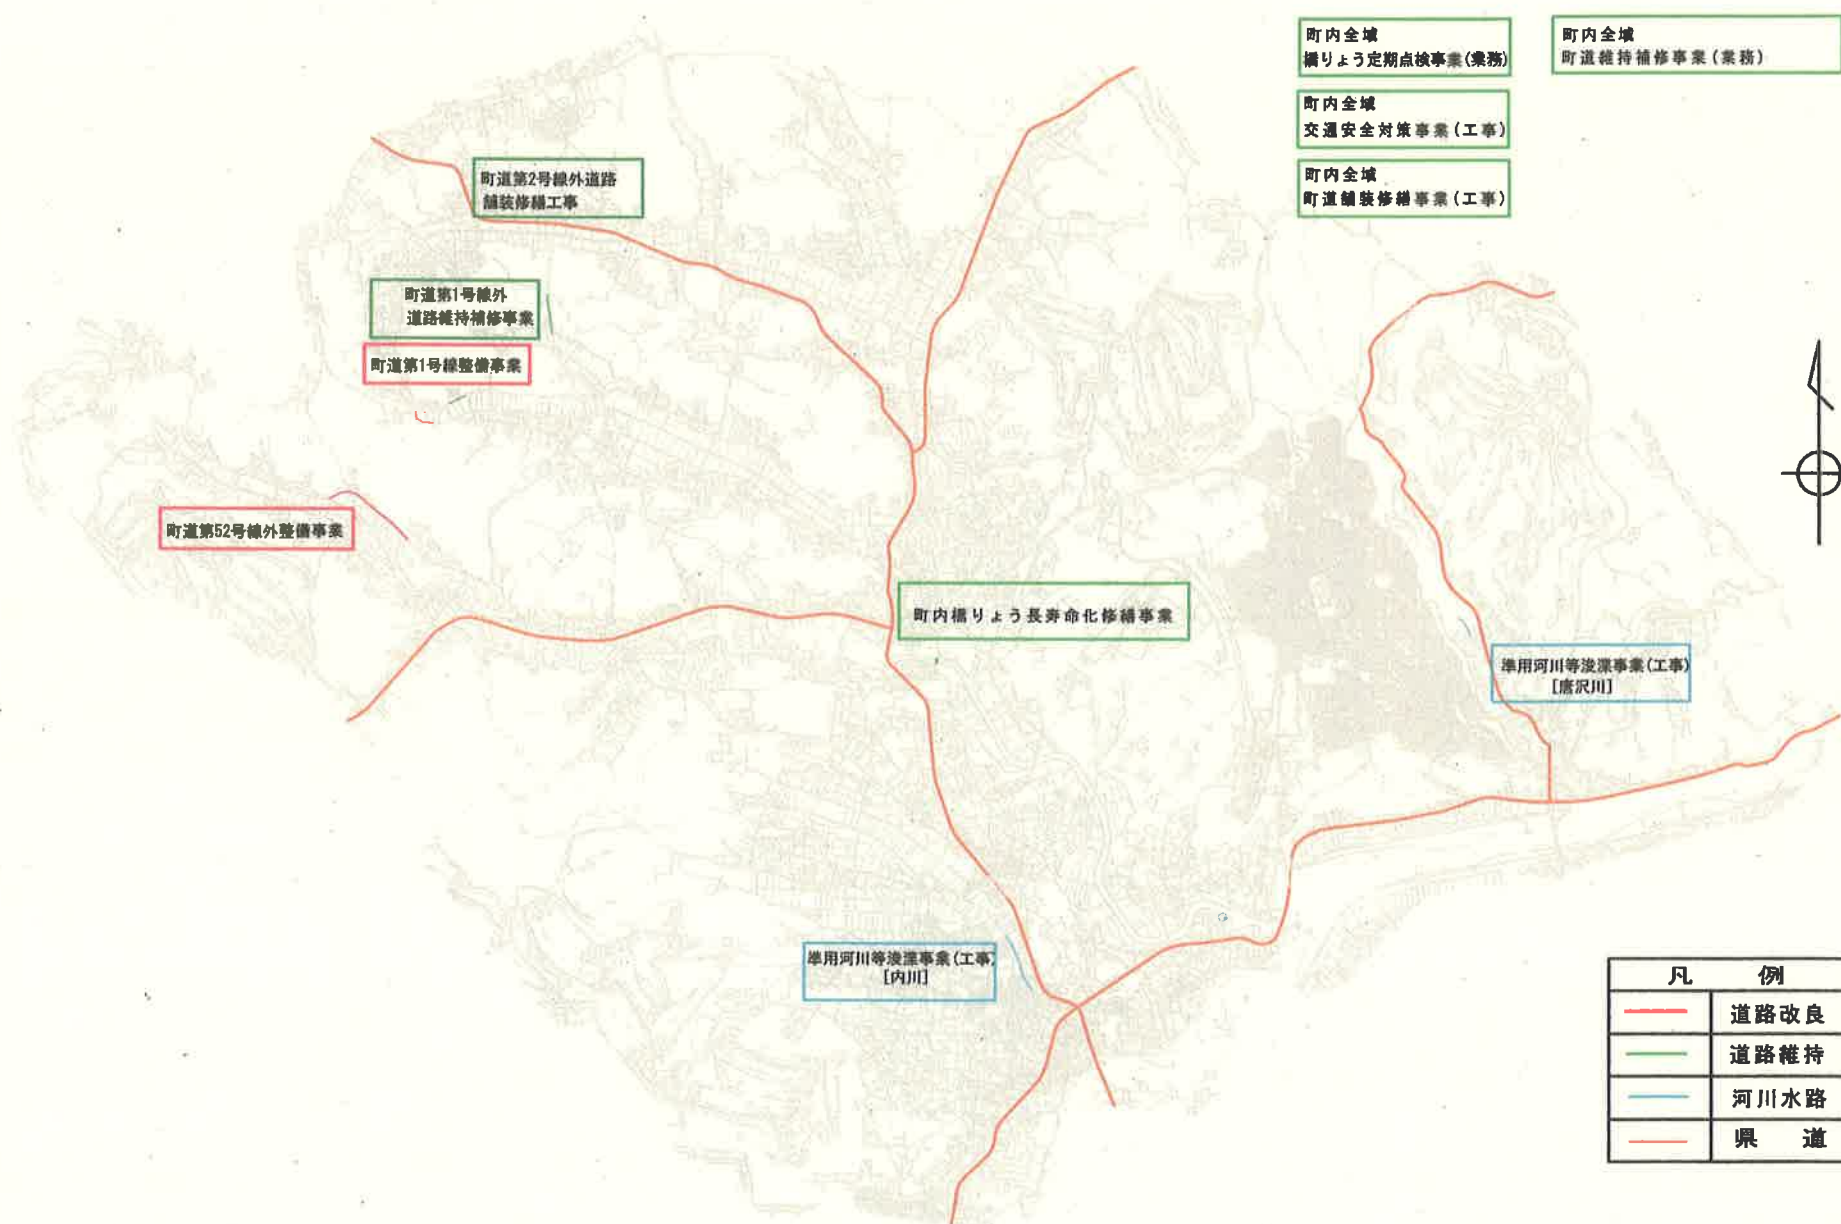 町内全域
橋りょう定期点検事業(業務)
町内全域
町道維持補修事業(業務)
町内全域
交通安全対策事業(工事)
町内全域
町道舗装修繕事業(工事)
町道第2号線外道路
舗装修繕工事
町道第1号線外
道路維持補修事業
町道第1号線整備事業
町道第52号線外整備事業
町内橋りょう長寿命化修繕事業
準用河川等浚渫事業(工事)
[唐沢川]
準用河川等浚渫事業(工事)
[内川]
凡 例
道路改良
道路維持
河川水路
県 道